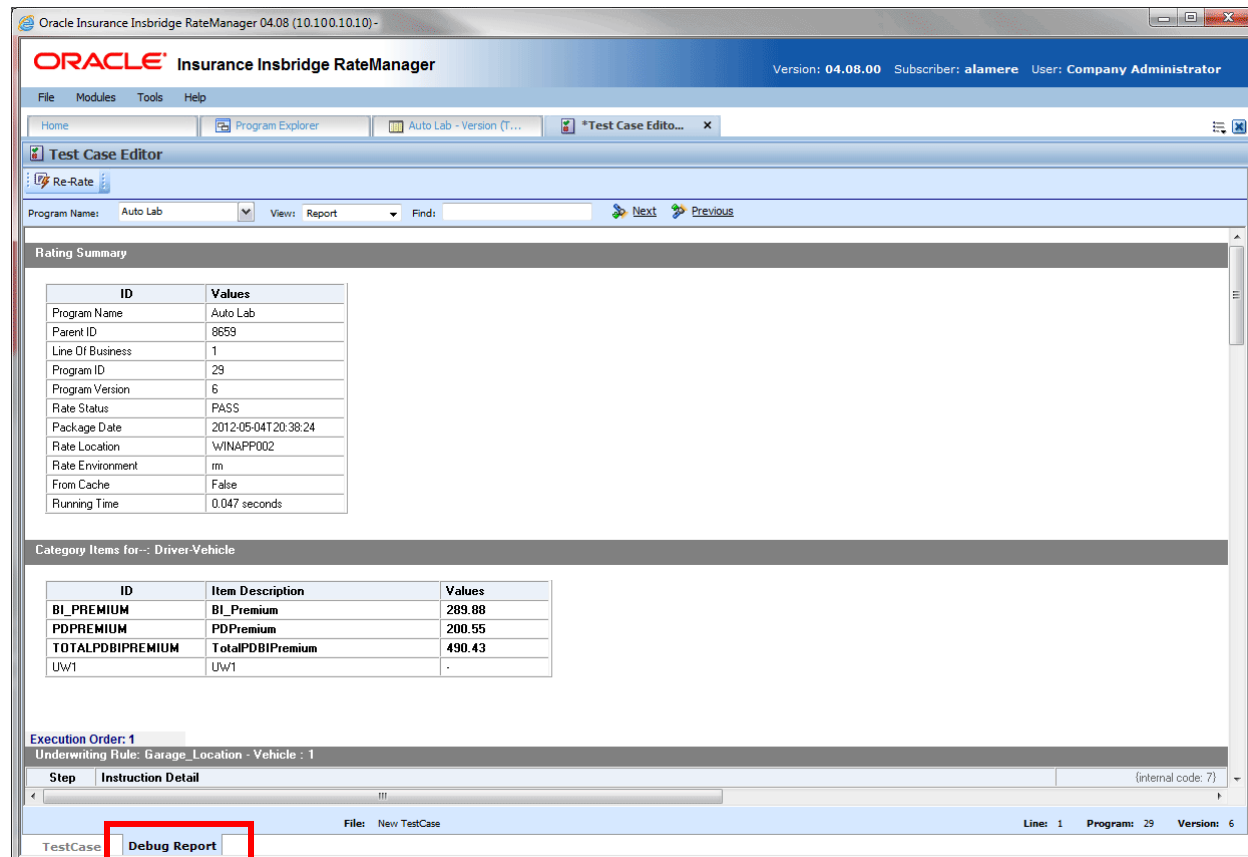 Oracle Insurance Insbridge RateManager 04.08 (10.100.10.10) -
ORACLE Insurance Insbridge RateManager
Version: 04.08.00 Subscriber: alamere User: Company Administrator
File Modules Tools Help
Home Program Explorer Auto Lab - Version (T... *Test Case Edito... x
Test Case Editor
Re-Rate
Program Name: Auto Lab View: Report Find: Next Previous
Rating Summary
ID Values
Program Name Auto Lab
Parent ID 8659
Line Of Business 1
Program ID 29
Program Version 6
Rate Status PASS
Package Date 2012-05-04T20:38:24
Rate Location WINAPP002
Rate Environment rm
From Cache False
Running Time 0.047 seconds
Category Items for--: Driver-Vehicle
ID Item Description Values
BI_PREMIUM BI_Premium 289.88
PDPREMIUM PDPremium 200.55
TOTALPDBIPREMIUM TotalPDBIPremium 490.43
UW1 UW1 -
Execution Order: 1
Underwriting Rule: Garage_Location - Vehicle : 1
Step Instruction Detail {internal code: 7}
File: New TestCase Line: 1 Program: 29 Version: 6
TestCase Debug Report